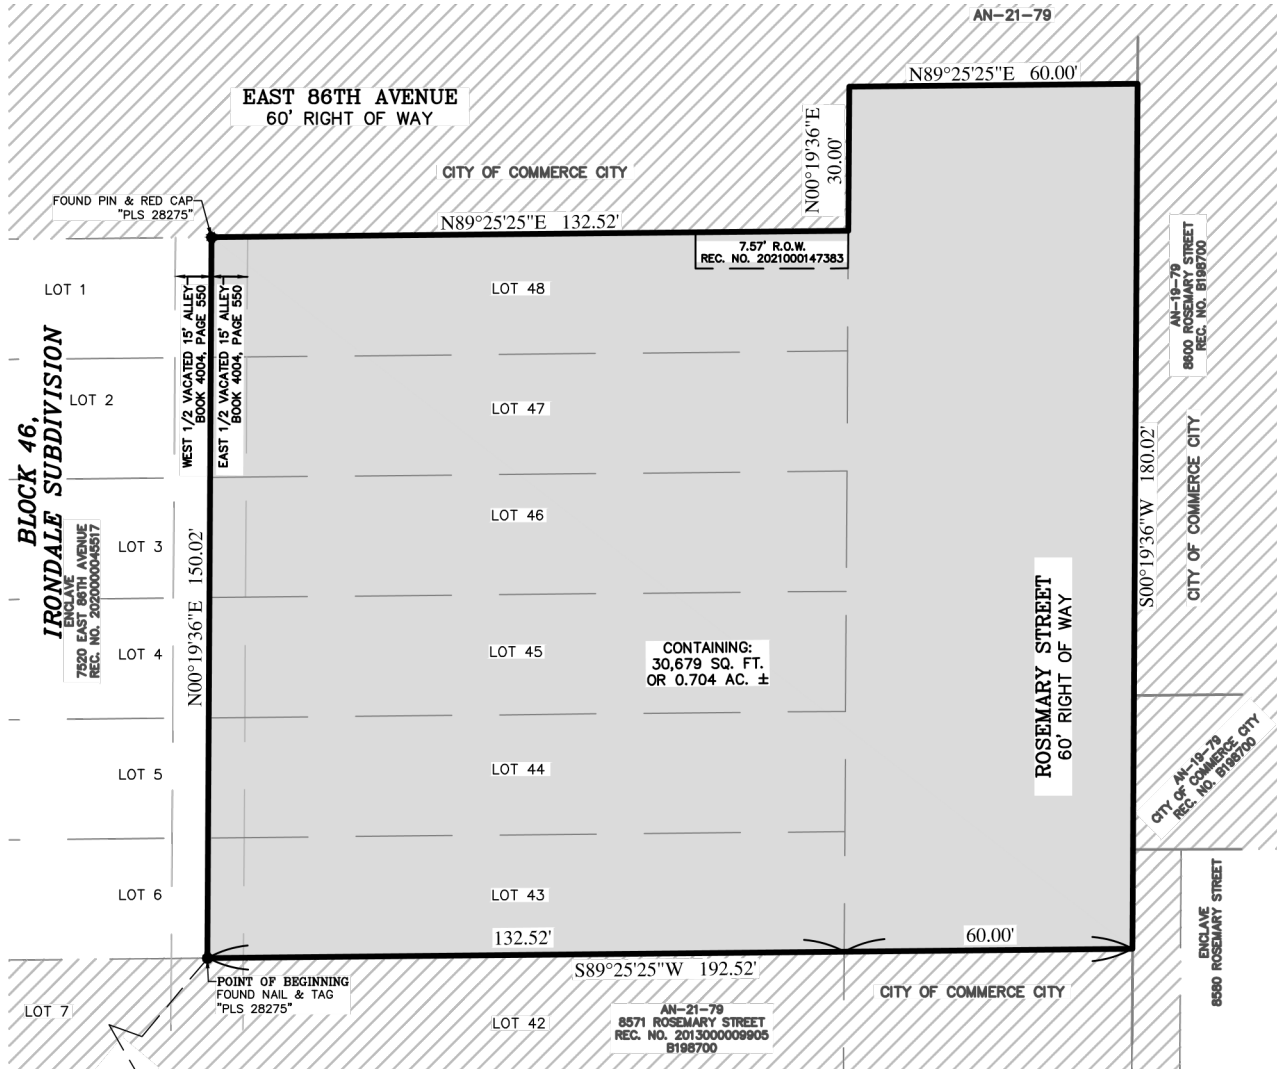 AN-21-79
N89°25'25"E 60.00'
EAST 86TH AVENUE
60' RIGHT OF WAY
N00°19'36"E
30.00'
CITY OF COMMERCE CITY
FOUND PIN & RED CAP
"PLS 28275"
N89°25'25"E 132.52'
7.57' R.O.W.
REC. NO. 2021000147383
LOT 1
LOT 48
WEST 1/2 VACATED 15' ALLEY
BOOK 4004, PAGE 550
EAST 1/2 VACATED 15' ALLEY
BOOK 4004, PAGE 550
AN-19-79
8600 ROSEMARY STREET
REC. NO. B198700
LOT 2
LOT 47
BLOCK 46,
IRONDALE SUBDIVISION
ENCLAVE
7520 EAST 86TH AVENUE
REC. NO. 2020000045517
LOT 3
LOT 46
N00°19'36"E 150.02'
S00°19'36"W 180.02'
CITY OF COMMERCE CITY
LOT 4
LOT 45
CONTAINING:
30,679 SQ. FT.
OR 0.704 AC. ±
ROSEMARY STREET
60' RIGHT OF WAY
LOT 5
LOT 44
AN-19-79
CITY OF COMMERCE CITY
REC. NO. B198700
LOT 6
LOT 43
132.52'
60.00'
ENCLAVE
8580 ROSEMARY STREET
S89°25'25"W 192.52'
POINT OF BEGINNING
FOUND NAIL & TAG
"PLS 28275"
CITY OF COMMERCE CITY
LOT 7
LOT 42
AN-21-79
8571 ROSEMARY STREET
REC. NO. 2013000009905
B198700